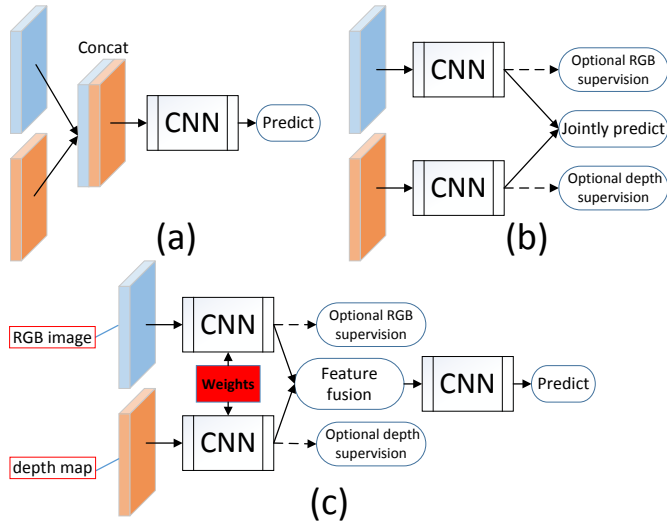 Concat
CNN
Predict
(a)
CNN
Optional RGB
supervision
Jointly predict
CNN
Optional depth
supervision
(b)
RGB image
CNN
Optional RGB
supervision
Weights
Feature
fusion
CNN
Predict
depth map
CNN
Optional depth
supervision
(c)